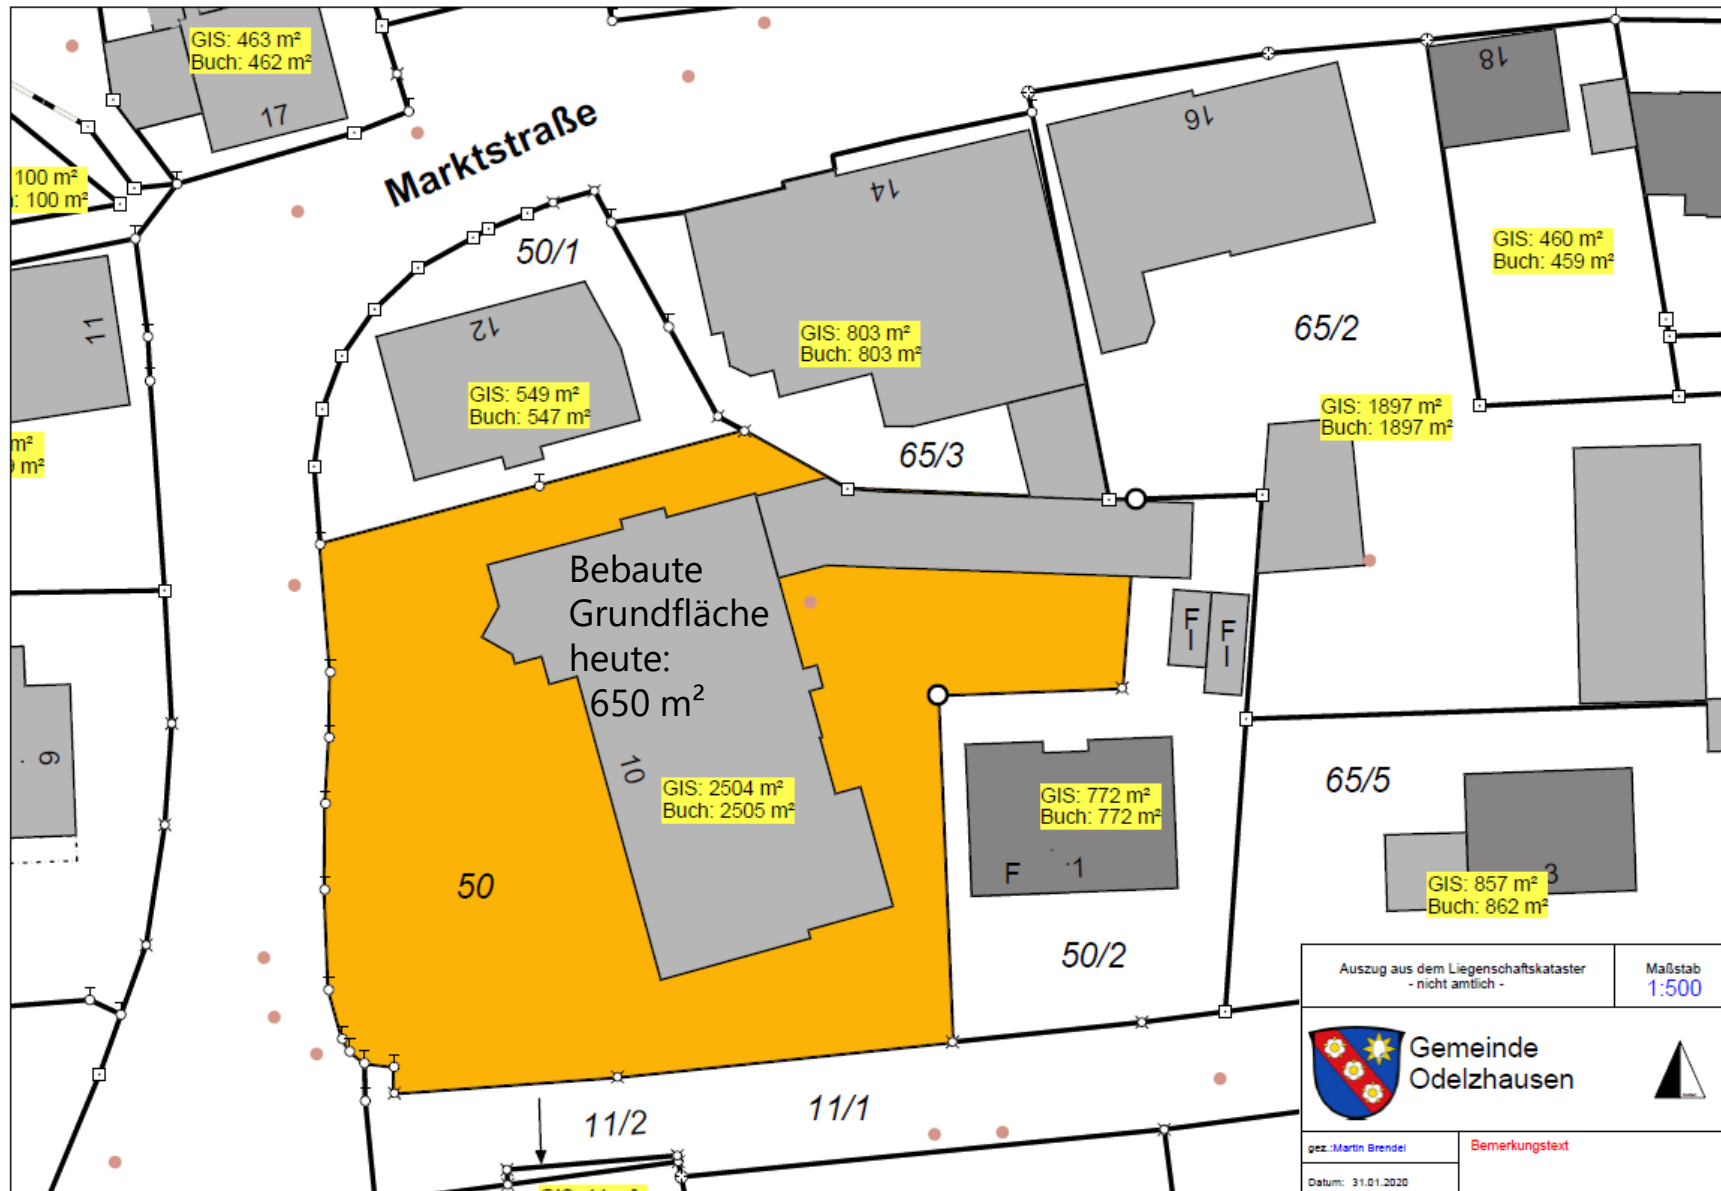 GIS: 463 m²
Buch: 462 m²
17
18
16
Marktstraße
100 m²
: 100 m²
14
50/1
GIS: 460 m²
Buch: 459 m²
11
12
GIS: 803 m²
Buch: 803 m²
65/2
GIS: 549 m²
Buch: 547 m²
GIS: 1897 m²
Buch: 1897 m²
m²
m²
65/3
Bebaute
Grundfläche
heute:
650 m²
FI
FI
9
10
GIS: 2504 m²
Buch: 2505 m²
GIS: 772 m²
Buch: 772 m²
65/5
F
1
3
50
GIS: 857 m²
Buch: 862 m²
50/2
Auszug aus dem Liegenschaftskataster
- nicht amtlich -
Maßstab
1:500
Gemeinde
Odelzhausen
11/2
11/1
gez.:Martin Brendel
Bemerkungstext
Datum: 31.01.2020